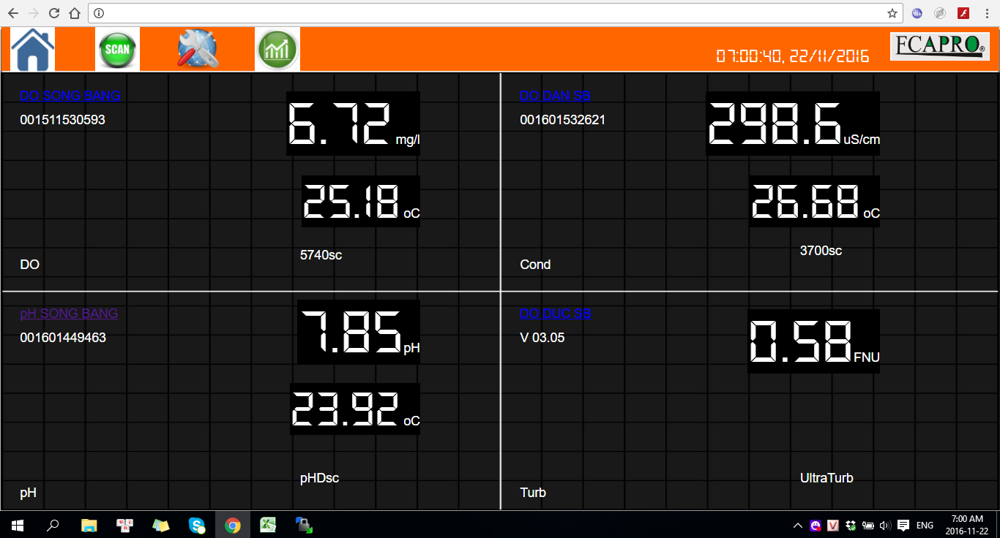 SCAN
07:00:40, 22/11/2016
FCAPRO®
DO SONG BANG
001511530593
6.72 mg/l
25.18 oC
5740sc
DO
DO DAN SB
001601532621
298.6 uS/cm
26.68 oC
3700sc
Cond
pH SONG BANG
001601449463
7.85 pH
23.92 oC
pHDsc
pH
DO DUC SB
V 03.05
0.58 FNU
UltraTurb
Turb
ENG
7:00 AM
2016-11-22